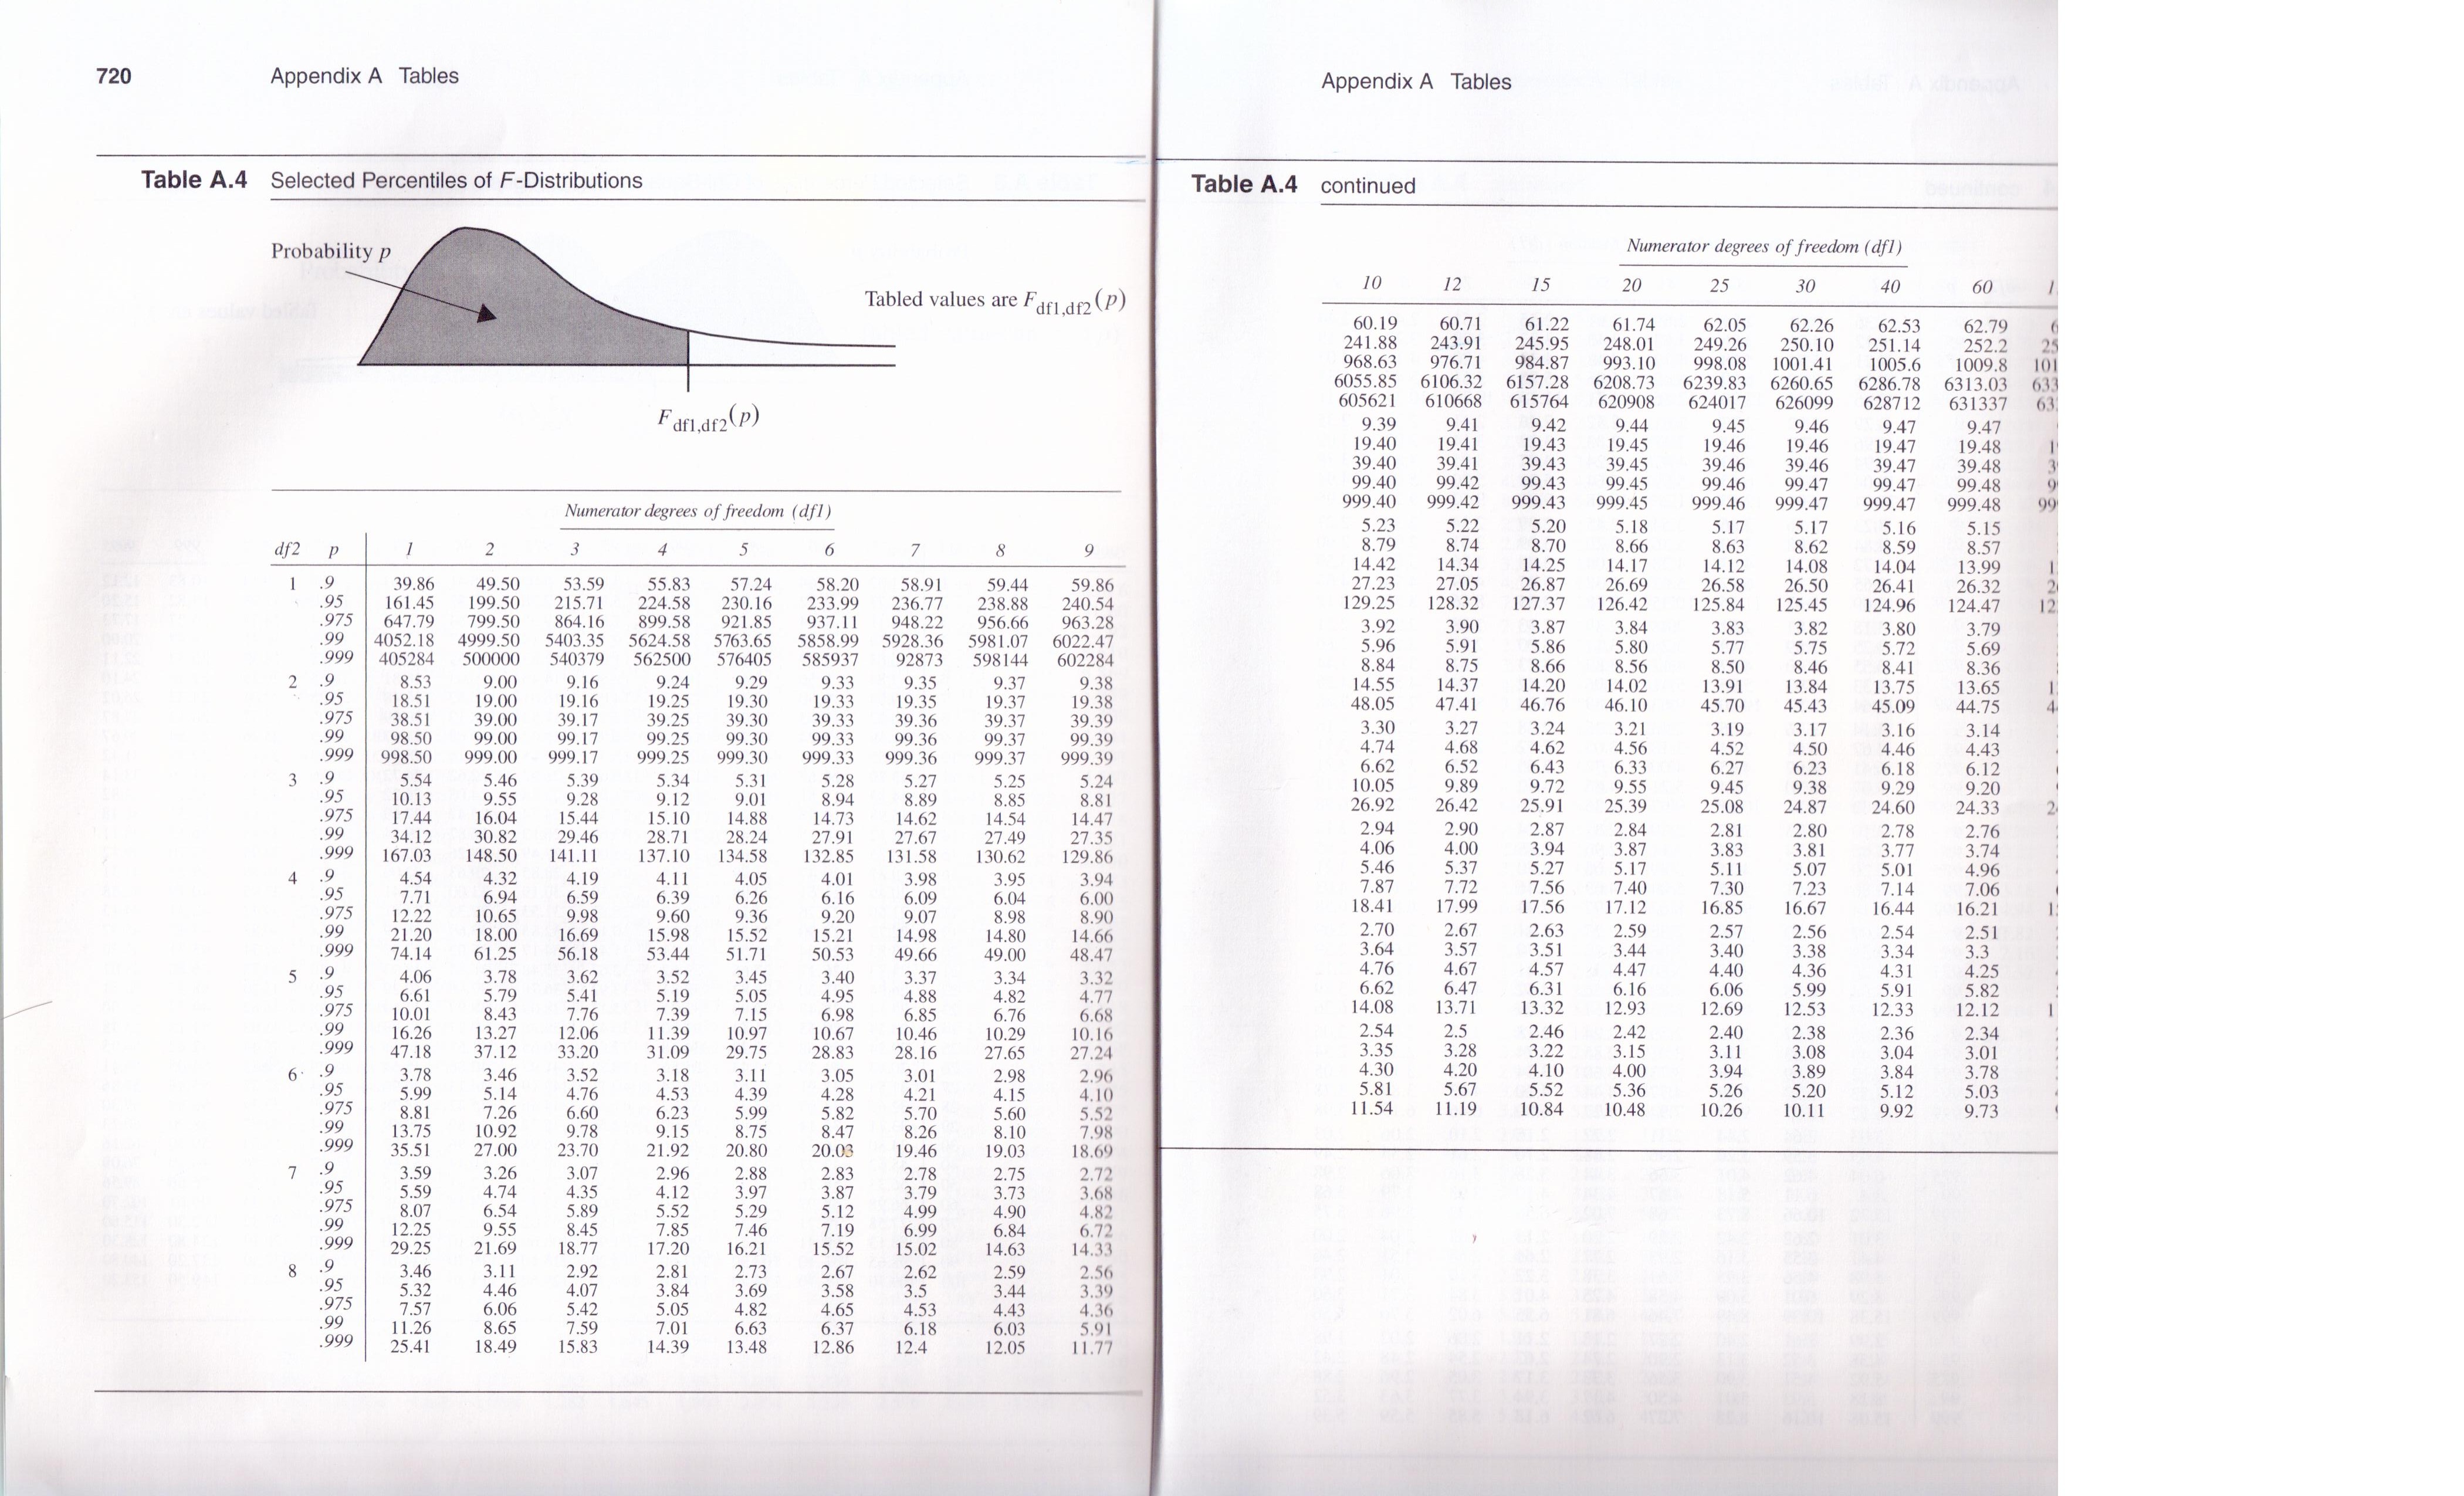 720 Appendix A Tables
Table A.4 Selected Percentiles of F-Distributions
Probability p
Tabled values are Fdf1,df2(p)
Fdf1,df2(p)
Numerator degrees of freedom (df1)
df2 p 1 2 3 4 5 6 7 8 9
1 .9 39.86 49.50 53.59 55.83 57.24 58.20 58.91 59.44 59.86
.95 161.45 199.50 215.71 224.58 230.16 233.99 236.77 238.88 240.54
.975 647.79 799.50 864.16 899.58 921.85 937.11 948.22 956.66 963.28
.99 4052.18 4999.50 5403.35 5624.58 5763.65 5858.99 5928.36 5981.07 6022.47
.999 405284 500000 540379 562500 576405 585937 92873 598144 602284
2 .9 8.53 9.00 9.16 9.24 9.29 9.33 9.35 9.37 9.38
.95 18.51 19.00 19.16 19.25 19.30 19.33 19.35 19.37 19.38
.975 38.51 39.00 39.17 39.25 39.30 39.33 39.36 39.37 39.39
.99 98.50 99.00 99.17 99.25 99.30 99.33 99.36 99.37 99.39
.999 998.50 999.00 999.17 999.25 999.30 999.33 999.36 999.37 999.39
3 .9 5.54 5.46 5.39 5.34 5.31 5.28 5.27 5.25 5.24
.95 10.13 9.55 9.28 9.12 9.01 8.94 8.89 8.85 8.81
.975 17.44 16.04 15.44 15.10 14.88 14.73 14.62 14.54 14.47
.99 34.12 30.82 29.46 28.71 28.24 27.91 27.67 27.49 27.35
.999 167.03 148.50 141.11 137.10 134.58 132.85 131.58 130.62 129.86
4 .9 4.54 4.32 4.19 4.11 4.05 4.01 3.98 3.95 3.94
.95 7.71 6.94 6.59 6.39 6.26 6.16 6.09 6.04 6.00
.975 12.22 10.65 9.98 9.60 9.36 9.20 9.07 8.98 8.90
.99 21.20 18.00 16.69 15.98 15.52 15.21 14.98 14.80 14.66
.999 74.14 61.25 56.18 53.44 51.71 50.53 49.66 49.00 48.47
5 .9 4.06 3.78 3.62 3.52 3.45 3.40 3.37 3.34 3.32
.95 6.61 5.79 5.41 5.19 5.05 4.95 4.88 4.82 4.77
.975 10.01 8.43 7.76 7.39 7.15 6.98 6.85 6.76 6.68
.99 16.26 13.27 12.06 11.39 10.97 10.67 10.46 10.29 10.16
.999 47.18 37.12 33.20 31.09 29.75 28.83 28.16 27.65 27.24
6 .9 3.78 3.46 3.52 3.18 3.11 3.05 3.01 2.98 2.96
.95 5.99 5.14 4.76 4.53 4.39 4.28 4.21 4.15 4.10
.975 8.81 7.26 6.60 6.23 5.99 5.82 5.70 5.60 5.52
.99 13.75 10.92 9.78 9.15 8.75 8.47 8.26 8.10 7.98
.999 35.51 27.00 23.70 21.92 20.80 20.03 19.46 19.03 18.69
7 .9 3.59 3.26 3.07 2.96 2.88 2.83 2.78 2.75 2.72
.95 5.59 4.74 4.35 4.12 3.97 3.87 3.79 3.73 3.68
.975 8.07 6.54 5.89 5.52 5.29 5.12 4.99 4.90 4.82
.99 12.25 9.55 8.45 7.85 7.46 7.19 6.99 6.84 6.72
.999 29.25 21.69 18.77 17.20 16.21 15.52 15.02 14.63 14.33
8 .9 3.46 3.11 2.92 2.81 2.73 2.67 2.62 2.59 2.56
.95 5.32 4.46 4.07 3.84 3.69 3.58 3.5 3.44 3.39
.975 7.57 6.06 5.42 5.05 4.82 4.65 4.53 4.43 4.36
.99 11.26 8.65 7.59 7.01 6.63 6.37 6.18 6.03 5.91
.999 25.41 18.49 15.83 14.39 13.48 12.86 12.4 12.05 11.77
Appendix A Tables
Table A.4 continued
Numerator degrees of freedom (df1)
10 12 15 20 25 30 40 60
60.19 60.71 61.22 61.74 62.05 62.26 62.53 62.79
241.88 243.91 245.95 248.01 249.26 250.10 251.14 252.2
968.63 976.71 984.87 993.10 998.08 1001.41 1005.6 1009.8
6055.85 6106.32 6157.28 6208.73 6239.83 6260.65 6286.78 6313.03
605621 610668 615764 620908 624017 626099 628712 631337
9.39 9.41 9.42 9.44 9.45 9.46 9.47 9.47
19.40 19.41 19.43 19.45 19.46 19.46 19.47 19.48
39.40 39.41 39.43 39.45 39.46 39.46 39.47 39.48
99.40 99.42 99.43 99.45 99.46 99.47 99.47 99.48
999.40 999.42 999.43 999.45 999.46 999.47 999.47 999.48
5.23 5.22 5.20 5.18 5.17 5.17 5.16 5.15
8.79 8.74 8.70 8.66 8.63 8.62 8.59 8.57
14.42 14.34 14.25 14.17 14.12 14.08 14.04 13.99
27.23 27.05 26.87 26.69 26.58 26.50 26.41 26.32
129.25 128.32 127.37 126.42 125.84 125.45 124.96 124.47
3.92 3.90 3.87 3.84 3.83 3.82 3.80 3.79
5.96 5.91 5.86 5.80 5.77 5.75 5.72 5.69
8.84 8.75 8.66 8.56 8.50 8.46 8.41 8.36
14.55 14.37 14.20 14.02 13.91 13.84 13.75 13.65
48.05 47.41 46.76 46.10 45.70 45.43 45.09 44.75
3.30 3.27 3.24 3.21 3.19 3.17 3.16 3.14
4.74 4.68 4.62 4.56 4.52 4.50 4.46 4.43
6.62 6.52 6.43 6.33 6.27 6.23 6.18 6.12
10.05 9.89 9.72 9.55 9.45 9.38 9.29 9.20
26.92 26.42 25.91 25.39 25.08 24.87 24.60 24.33
2.94 2.90 2.87 2.84 2.81 2.80 2.78 2.76
4.06 4.00 3.94 3.87 3.83 3.81 3.77 3.74
5.46 5.37 5.27 5.17 5.11 5.07 5.01 4.96
7.87 7.72 7.56 7.40 7.30 7.23 7.14 7.06
18.41 17.99 17.56 17.12 16.85 16.67 16.44 16.21
2.70 2.67 2.63 2.59 2.57 2.56 2.54 2.51
3.64 3.57 3.51 3.44 3.40 3.38 3.34 3.3
4.76 4.67 4.57 4.47 4.40 4.36 4.31 4.25
6.62 6.47 6.31 6.16 6.06 5.99 5.91 5.82
14.08 13.71 13.32 12.93 12.69 12.53 12.33 12.12
2.54 2.5 2.46 2.42 2.40 2.38 2.36 2.34
3.35 3.28 3.22 3.15 3.11 3.08 3.04 3.01
4.30 4.20 4.10 4.00 3.94 3.89 3.84 3.78
5.81 5.67 5.52 5.36 5.26 5.20 5.12 5.03
11.54 11.19 10.84 10.48 10.26 10.11 9.92 9.73